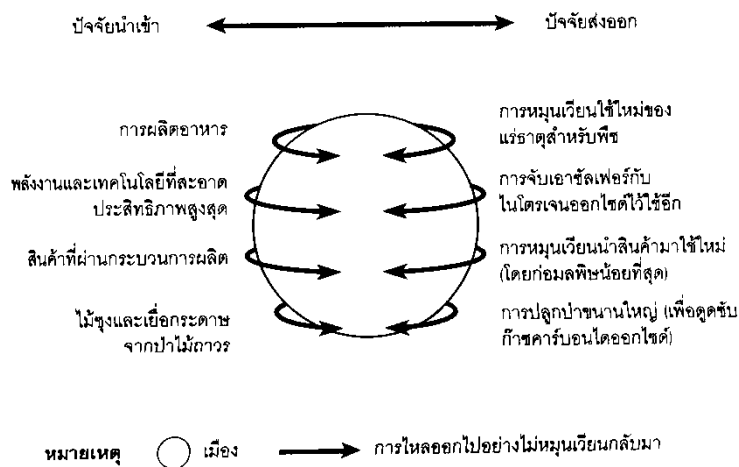 ปัจจัยนำเข้า
ปัจจัยส่งออก
การผลิตอาหาร
การหมุนเวียนใช้ใหม่ของ
แร่ธาตุสำหรับพืช
พลังงานและเทคโนโลยีที่สะอาด
ประสิทธิภาพสูงสุด
การจับเอาซัลเฟอร์กับ
ไนโตรเจนออกไซด์ไว้ใช้อีก
สินค้าที่ผ่านกระบวนการผลิต
การหมุนเวียนนำสินค้ามาใช้ใหม่
(โดยก่อมลพิษน้อยที่สุด)
ไม้ซุงและเยื่อกระดาษ
จากป่าไม้ถาวร
การปลูกป่าขนานใหญ่ (เพื่อดูดซับ
ก๊าซคาร์บอนไดออกไซด์)
หมายเหตุ เมือง การไหลออกไปอย่างไม่หมุนเวียนกลับมา